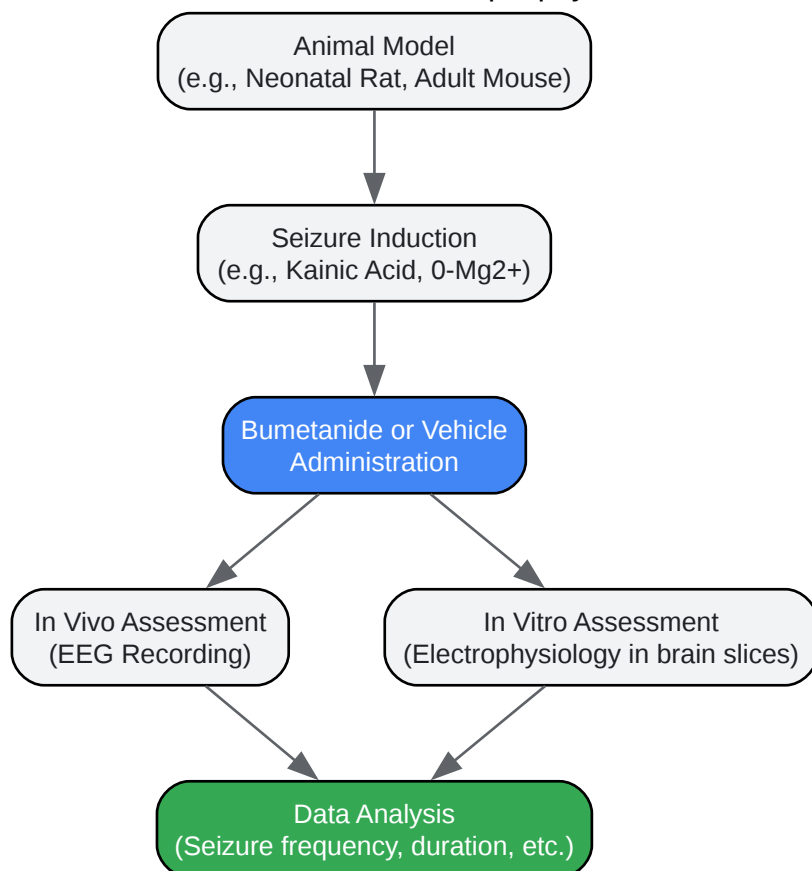 Animal Model
(e.g., Neonatal Rat, Adult Mouse)
Seizure Induction
(e.g., Kainic Acid, 0-Mg2+)
Bumetanide or Vehicle
Administration
In Vivo Assessment
(EEG Recording)
In Vitro Assessment
(Electrophysiology in brain slices)
Data Analysis
(Seizure frequency, duration, etc.)